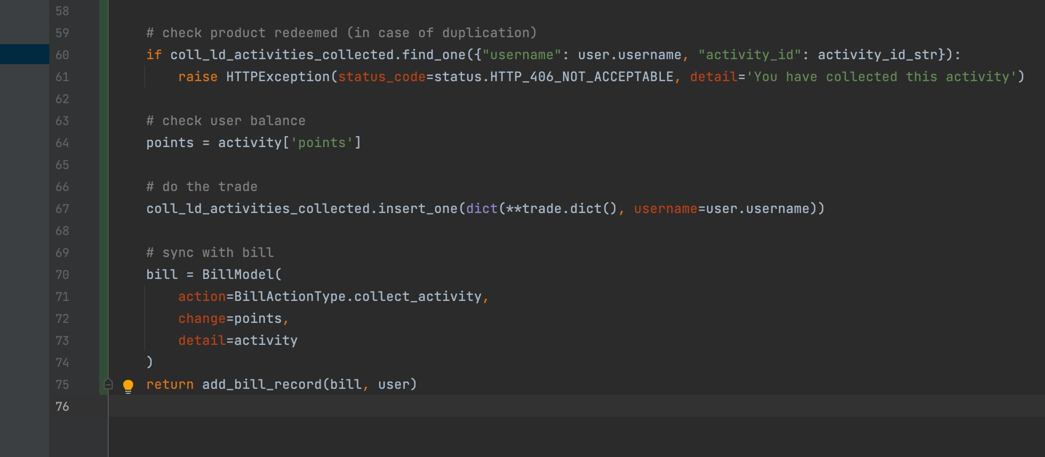 58
59 # check product redeemed (in case of duplication)
60 if coll_ld_activities_collected.find_one({"username": user.username, "activity_id": activity_id_str}):
61 raise HTTPException(status_code=status.HTTP_406_NOT_ACCEPTABLE, detail='You have collected this activity')
62
63 # check user balance
64 points = activity['points']
65
66 # do the trade
67 coll_ld_activities_collected.insert_one(dict(**trade.dict(), username=user.username))
68
69 # sync with bill
70 bill = BillModel(
71 action=BillActionType.collect_activity,
72 change=points,
73 detail=activity
74 )
75 return add_bill_record(bill, user)
76